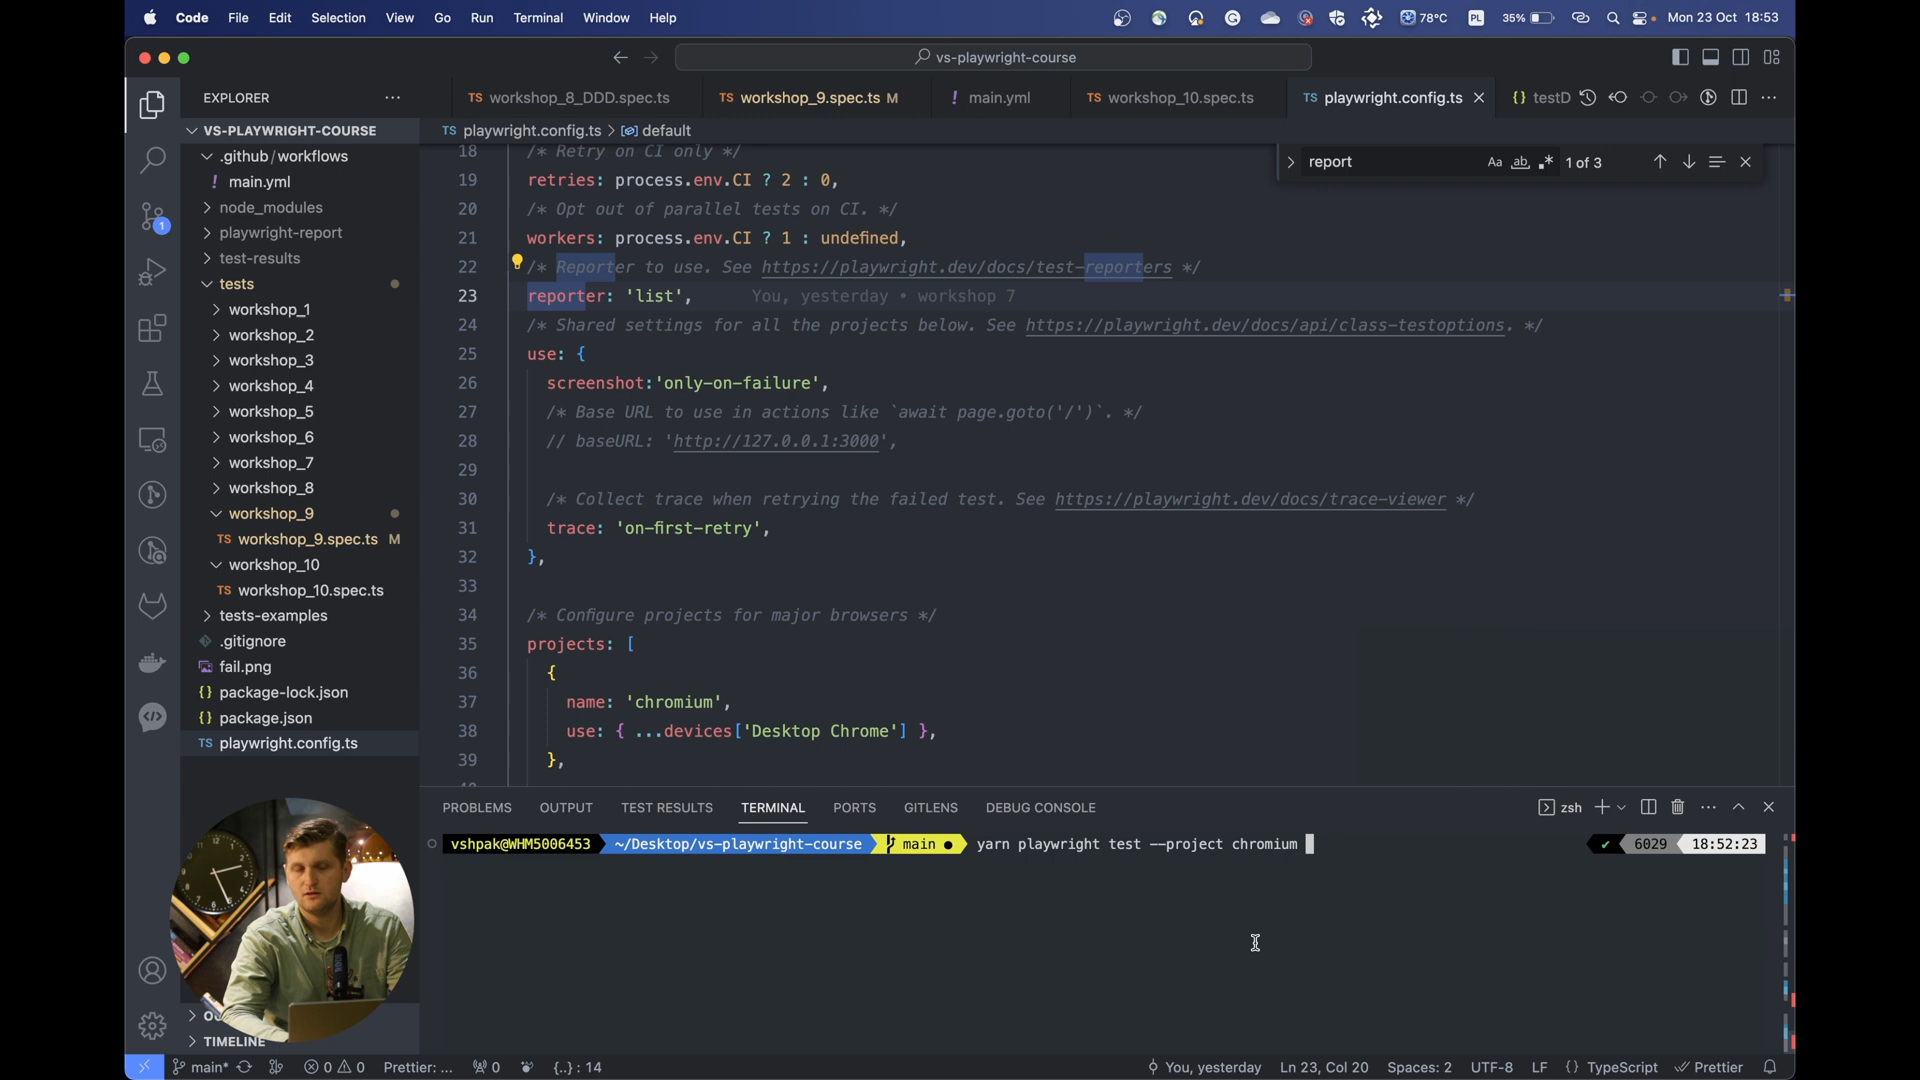 Code File Edit Selection View Go Run Terminal Window Help
78°C PL 35% Mon 23 Oct 18:53
vs-playwright-course
EXPLORER
TS workshop_8_DDD.spec.ts
TS workshop_9.spec.ts M
! main.yml
TS workshop_10.spec.ts
TS playwright.config.ts
{} testD
VS-PLAYWRIGHT-COURSE
.github/workflows
! main.yml
node_modules
playwright-report
test-results
tests
workshop_1
workshop_2
workshop_3
workshop_4
workshop_5
workshop_6
workshop_7
workshop_8
workshop_9
TS workshop_9.spec.ts M
workshop_10
TS workshop_10.spec.ts
tests-examples
.gitignore
fail.png
{} package-lock.json
{} package.json
TS playwright.config.ts
TIMELINE
1
TS playwright.config.ts > default
report Aa ab 1 of 3
18 /* Retry on CI only */
19 retries: process.env.CI ? 2 : 0,
20 /* Opt out of parallel tests on CI. */
21 workers: process.env.CI ? 1 : undefined,
22 /* Reporter to use. See https://playwright.dev/docs/test-reporters */
23 reporter: 'list', You, yesterday • workshop 7
24 /* Shared settings for all the projects below. See https://playwright.dev/docs/api/class-testoptions. */
25 use: {
26 screenshot:'only-on-failure',
27 /* Base URL to use in actions like `await page.goto('/')`. */
28 // baseURL: 'http://127.0.0.1:3000',
29
30 /* Collect trace when retrying the failed test. See https://playwright.dev/docs/trace-viewer */
31 trace: 'on-first-retry',
32 },
33
34 /* Configure projects for major browsers */
35 projects: [
36 {
37 name: 'chromium',
38 use: { ...devices['Desktop Chrome'] },
39 },
PROBLEMS OUTPUT TEST RESULTS TERMINAL PORTS GITLENS DEBUG CONSOLE
zsh
vshpak@WHM5006453 ~/Desktop/vs-playwright-course main ● yarn playwright test --project chromium
✔ 6029 18:52:23
main* 0 0 Prettier: ... 0 {..} : 14
You, yesterday Ln 23, Col 20 Spaces: 2 UTF-8 LF {} TypeScript Prettier